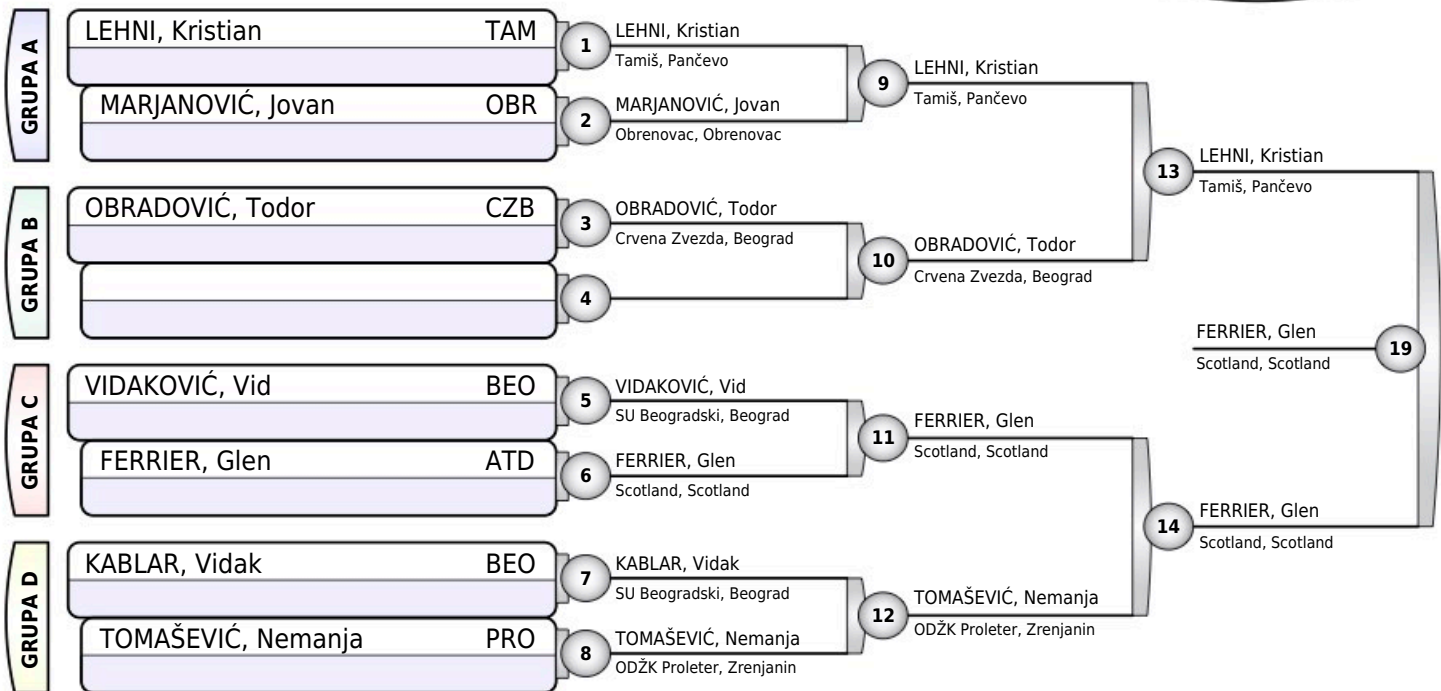 GRUPA A
LEHNI, Kristian TAM
MARJANOVIĆ, Jovan OBR
GRUPA B
OBRADOVIĆ, Todor CZB
GRUPA C
VIDAKOVIĆ, Vid BEO
FERRIER, Glen ATD
GRUPA D
KABLAR, Vidak BEO
TOMAŠEVIĆ, Nemanja PRO
1
LEHNI, Kristian
Tamiš, Pančevo
2
MARJANOVIĆ, Jovan
Obrenovac, Obrenovac
3
OBRADOVIĆ, Todor
Crvena Zvezda, Beograd
4
5
VIDAKOVIĆ, Vid
SU Beogradski, Beograd
6
FERRIER, Glen
Scotland, Scotland
7
KABLAR, Vidak
SU Beogradski, Beograd
8
TOMAŠEVIĆ, Nemanja
ODŽK Proleter, Zrenjanin
9
LEHNI, Kristian
Tamiš, Pančevo
10
OBRADOVIĆ, Todor
Crvena Zvezda, Beograd
11
FERRIER, Glen
Scotland, Scotland
12
TOMAŠEVIĆ, Nemanja
ODŽK Proleter, Zrenjanin
13
LEHNI, Kristian
Tamiš, Pančevo
14
FERRIER, Glen
Scotland, Scotland
FERRIER, Glen
Scotland, Scotland
19